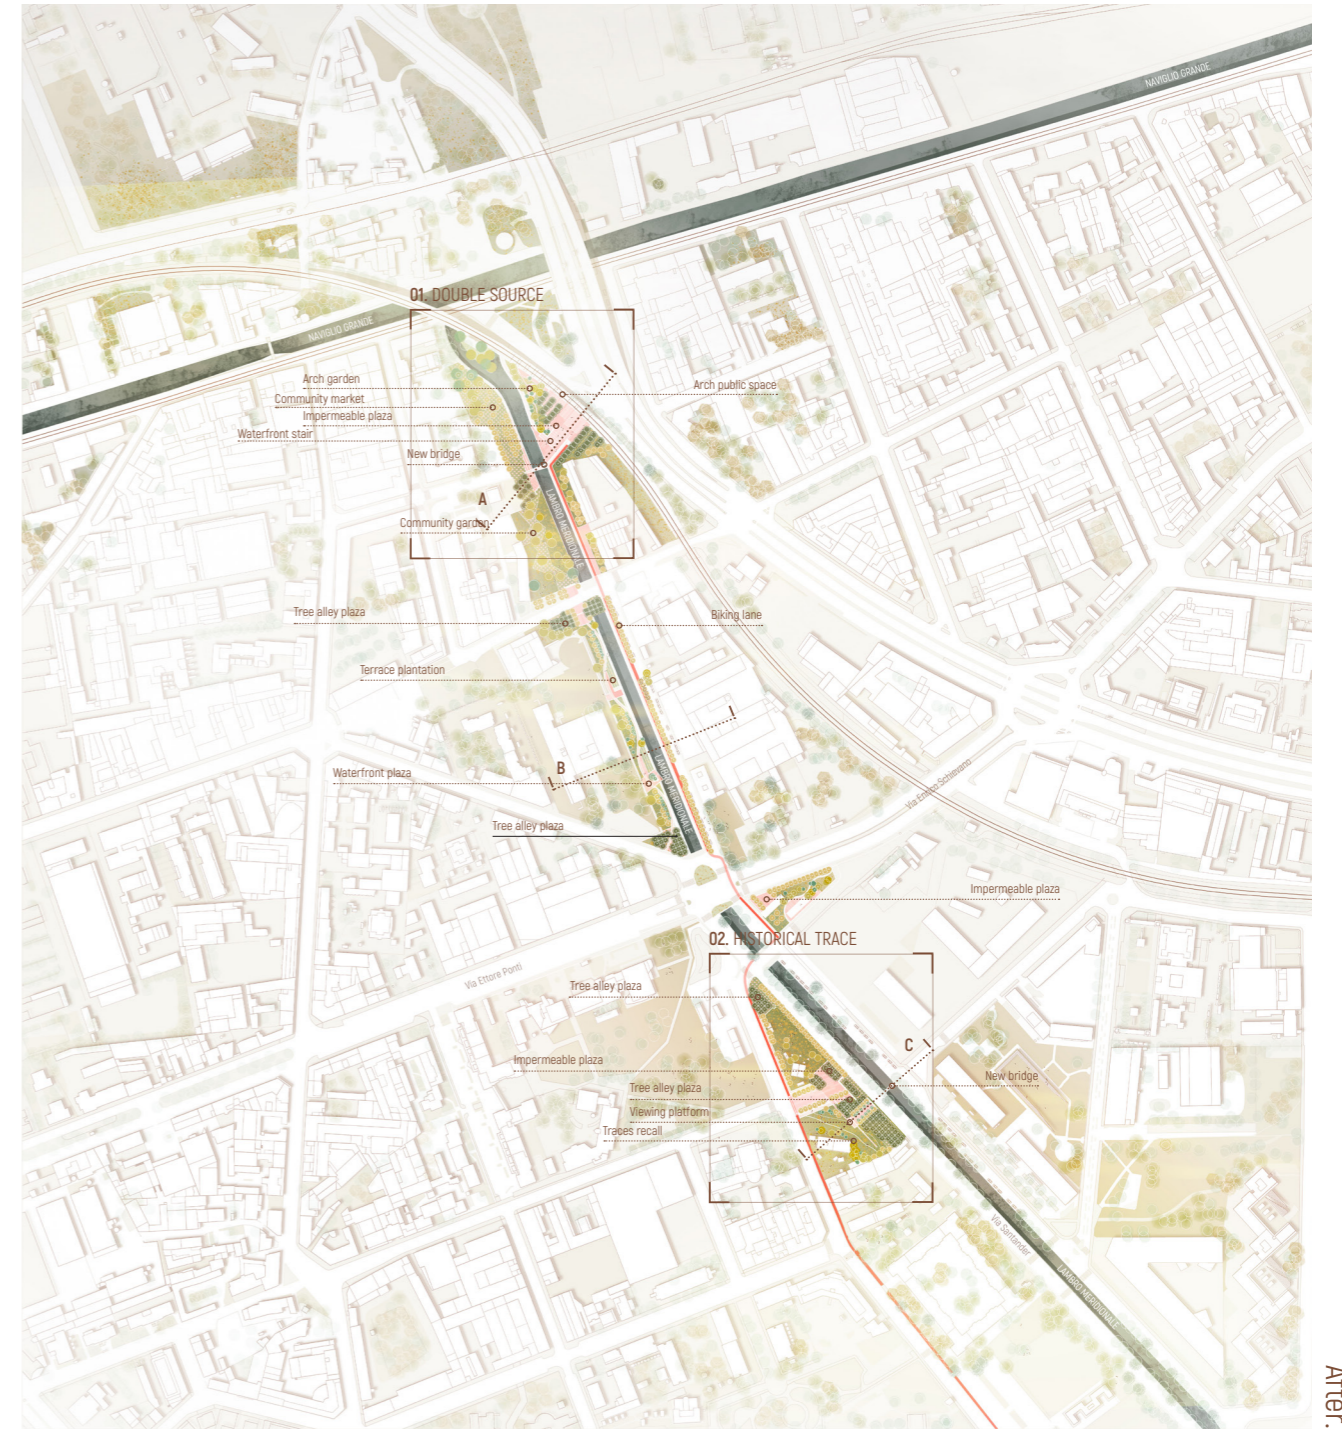 NAVIGLIO GRANDE
01. DOUBLE SOURCE
NAVIGLIO GRANDE
Arch garden
Arch public space
Community market
Impermeable plaza
Waterfront stair
New bridge
A
LAMBRO MERIDIONALE
Community garden
Tree alley plaza
Biking lane
Terrace plantation
B
Waterfront plaza
LAMBRO MERIDIONALE
Via Enrico Schievano
Tree alley plaza
Impermeable plaza
02. HISTORICAL TRACE
Via Ettore Ponti
Tree alley plaza
C
Impermeable plaza
New bridge
Tree alley plaza
Viewing platform
Traces recall
Via Santander
LAMBRO MERIDIONALE
After.